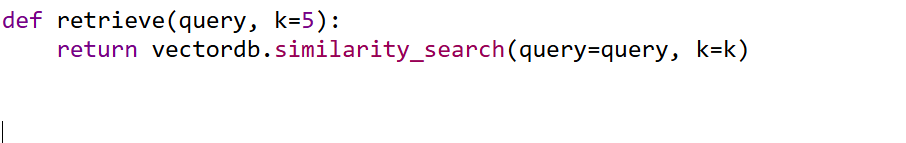 def retrieve(query, k=5):
    return vectordb.similarity_search(query=query, k=k)